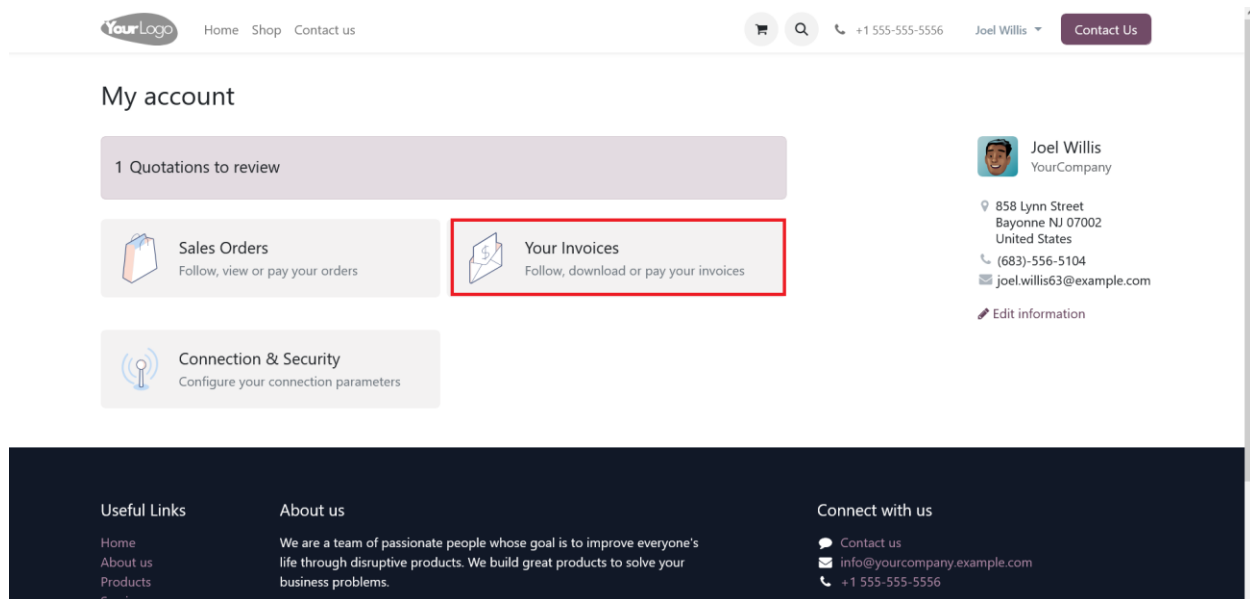 YourLogo
Home Shop Contact us
+1 555-555-5556
Joel Willis
Contact Us
My account
1 Quotations to review
Sales Orders
Follow, view or pay your orders
Your Invoices
Follow, download or pay your invoices
Connection & Security
Configure your connection parameters
Joel Willis
YourCompany
858 Lynn Street
Bayonne NJ 07002
United States
(683)-556-5104
joel.willis63@example.com
Edit information
Useful Links
Home
About us
Products
About us
We are a team of passionate people whose goal is to improve everyone's
life through disruptive products. We build great products to solve your
business problems.
Connect with us
Contact us
info@yourcompany.example.com
+1 555-555-5556